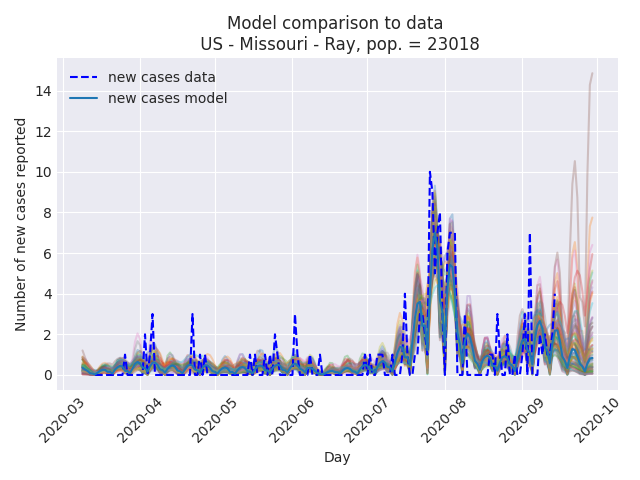 Model comparison to data
US - Missouri - Ray, pop. = 23018
new cases data
new cases model
Number of new cases reported
14
12
10
8
6
4
2
0
2020-03
2020-04
2020-05
2020-06
2020-07
2020-08
2020-09
2020-10
Day